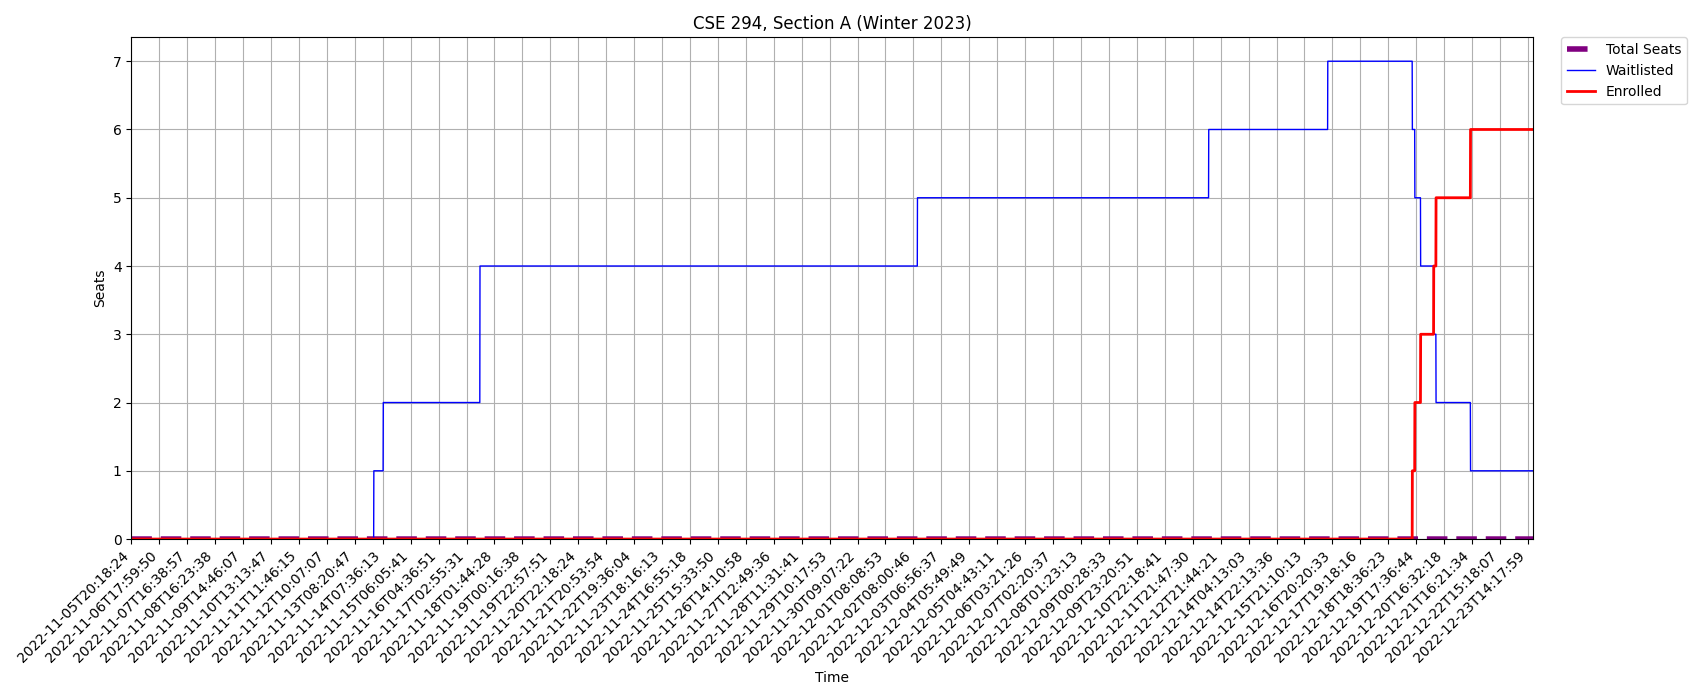 CSE 294, Section A (Winter 2023)
Total Seats
Waitlisted
Enrolled
7
6
5
4
3
2
1
0
Seats
2022-11-05T20:18:24
2022-11-06T17:59:50
2022-11-07T16:38:57
2022-11-08T16:23:38
2022-11-09T14:46:07
2022-11-10T13:13:47
2022-11-11T11:46:15
2022-11-12T10:07:07
2022-11-13T08:20:47
2022-11-14T07:36:13
2022-11-15T06:05:41
2022-11-16T04:36:51
2022-11-17T02:55:31
2022-11-18T01:44:28
2022-11-19T00:16:38
2022-11-19T22:57:51
2022-11-20T22:18:24
2022-11-21T20:53:54
2022-11-22T19:36:04
2022-11-23T18:16:13
2022-11-24T16:55:18
2022-11-25T15:33:50
2022-11-26T14:10:58
2022-11-27T12:49:36
2022-11-28T11:31:41
2022-11-29T10:17:53
2022-11-30T09:07:22
2022-12-01T08:08:53
2022-12-02T08:00:46
2022-12-03T06:56:37
2022-12-04T05:49:49
2022-12-05T04:43:11
2022-12-06T03:21:26
2022-12-07T02:20:37
2022-12-08T01:23:13
2022-12-09T00:28:33
2022-12-09T23:20:51
2022-12-10T22:18:41
2022-12-11T21:47:30
2022-12-12T21:44:21
2022-12-14T04:13:03
2022-12-14T22:13:36
2022-12-15T21:10:13
2022-12-16T20:20:33
2022-12-17T19:18:16
2022-12-18T18:36:23
2022-12-19T17:36:44
2022-12-20T16:32:18
2022-12-21T16:21:34
2022-12-22T15:18:07
2022-12-23T14:17:59
Time